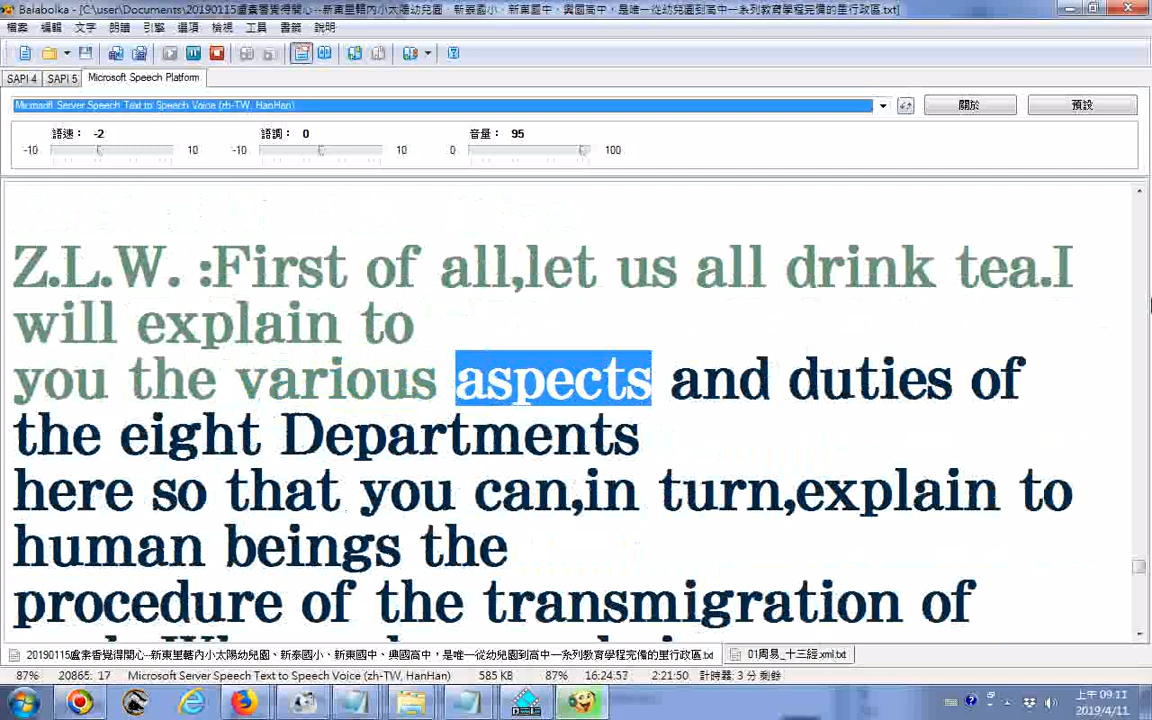 Balabolka - [C:\user\Documents\20190115盧素香覺得開心--新東里轄內小太陽幼兒園、新泰國小、新東國中、興國高中，是唯一從幼兒園到高中一系列教育學程完備的里行政區.txt]
檔案 編輯 文字 朗讀 引擎 選項 檢視 工具 書籤 說明
SAPI 4 SAPI 5 Microsoft Speech Platform
Microsoft Server Speech Text to Speech Voice (zh-TW, HanHan)
關於 預設
語速： -2 語調： 0 音量： 95
-10 10 -10 10 0 100
Z.L.W. :First of all,let us all drink tea.I
will explain to
you the various aspects and duties of
the eight Departments
here so that you can,in turn,explain to
human beings the
procedure of the transmigration of
20190115盧素香覺得開心--新東里轄內小太陽幼兒園、新泰國小、新東國中、興國高中，是唯一從幼兒園到高中一系列教育學程完備的里行政區.txt 01周易_十三經.xml.txt
87% 20865: 17 Microsoft Server Speech Text to Speech Voice (zh-TW, HanHan) 585 KB 87% 16:24:53 2:21:50 計時器: 3 分 剩餘
上午 09:11
2019/4/11